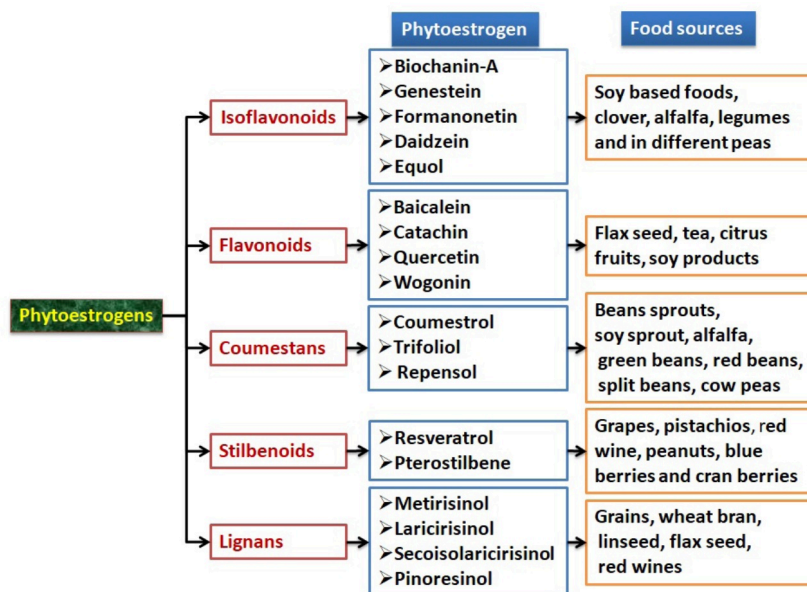 Phytoestrogen
Food sources
Phytoestrogens
Isoflavonoids
➢Biochanin-A
➢Genestein
➢Formanonetin
➢Daidzein
➢Equol
Soy based foods,
clover, alfalfa, legumes
and in different peas
Flavonoids
➢Baicalein
➢Catachin
➢Quercetin
➢Wogonin
Flax seed, tea, citrus
fruits, soy products
Coumestans
➢Coumestrol
➢Trifoliol
➢ Repensol
Beans sprouts,
soy sprout, alfalfa,
green beans, red beans,
split beans, cow peas
Stilbenoids
➢Resveratrol
➢Pterostilbene
Grapes, pistachios, red
wine, peanuts, blue
berries and cran berries
Lignans
➢Metirisinol
➢Laricirisinol
➢Secoisolaricirisinol
➢Pinoresinol
Grains, wheat bran,
linseed, flax seed,
red wines